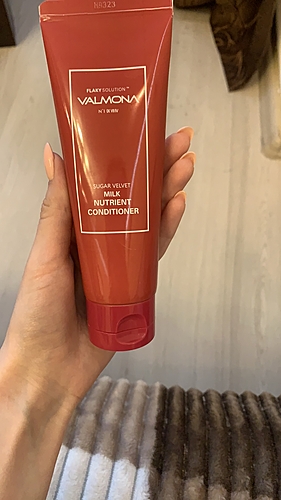 FLAKY SOLUTION™
VALMONA
SUGAR VELVET
MILK
NUTRIENT
CONDITIONER